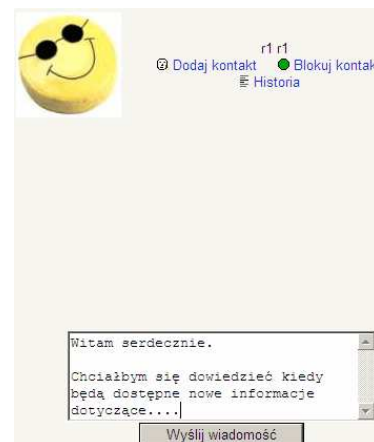 r1 r1
Dodaj kontakt Blokuj kontak
Historia
Witam serdecznie.
Chciałbym się dowiedzieć kiedy
będą dostępne nowe informacje
dotyczące....
Wyślij wiadomość